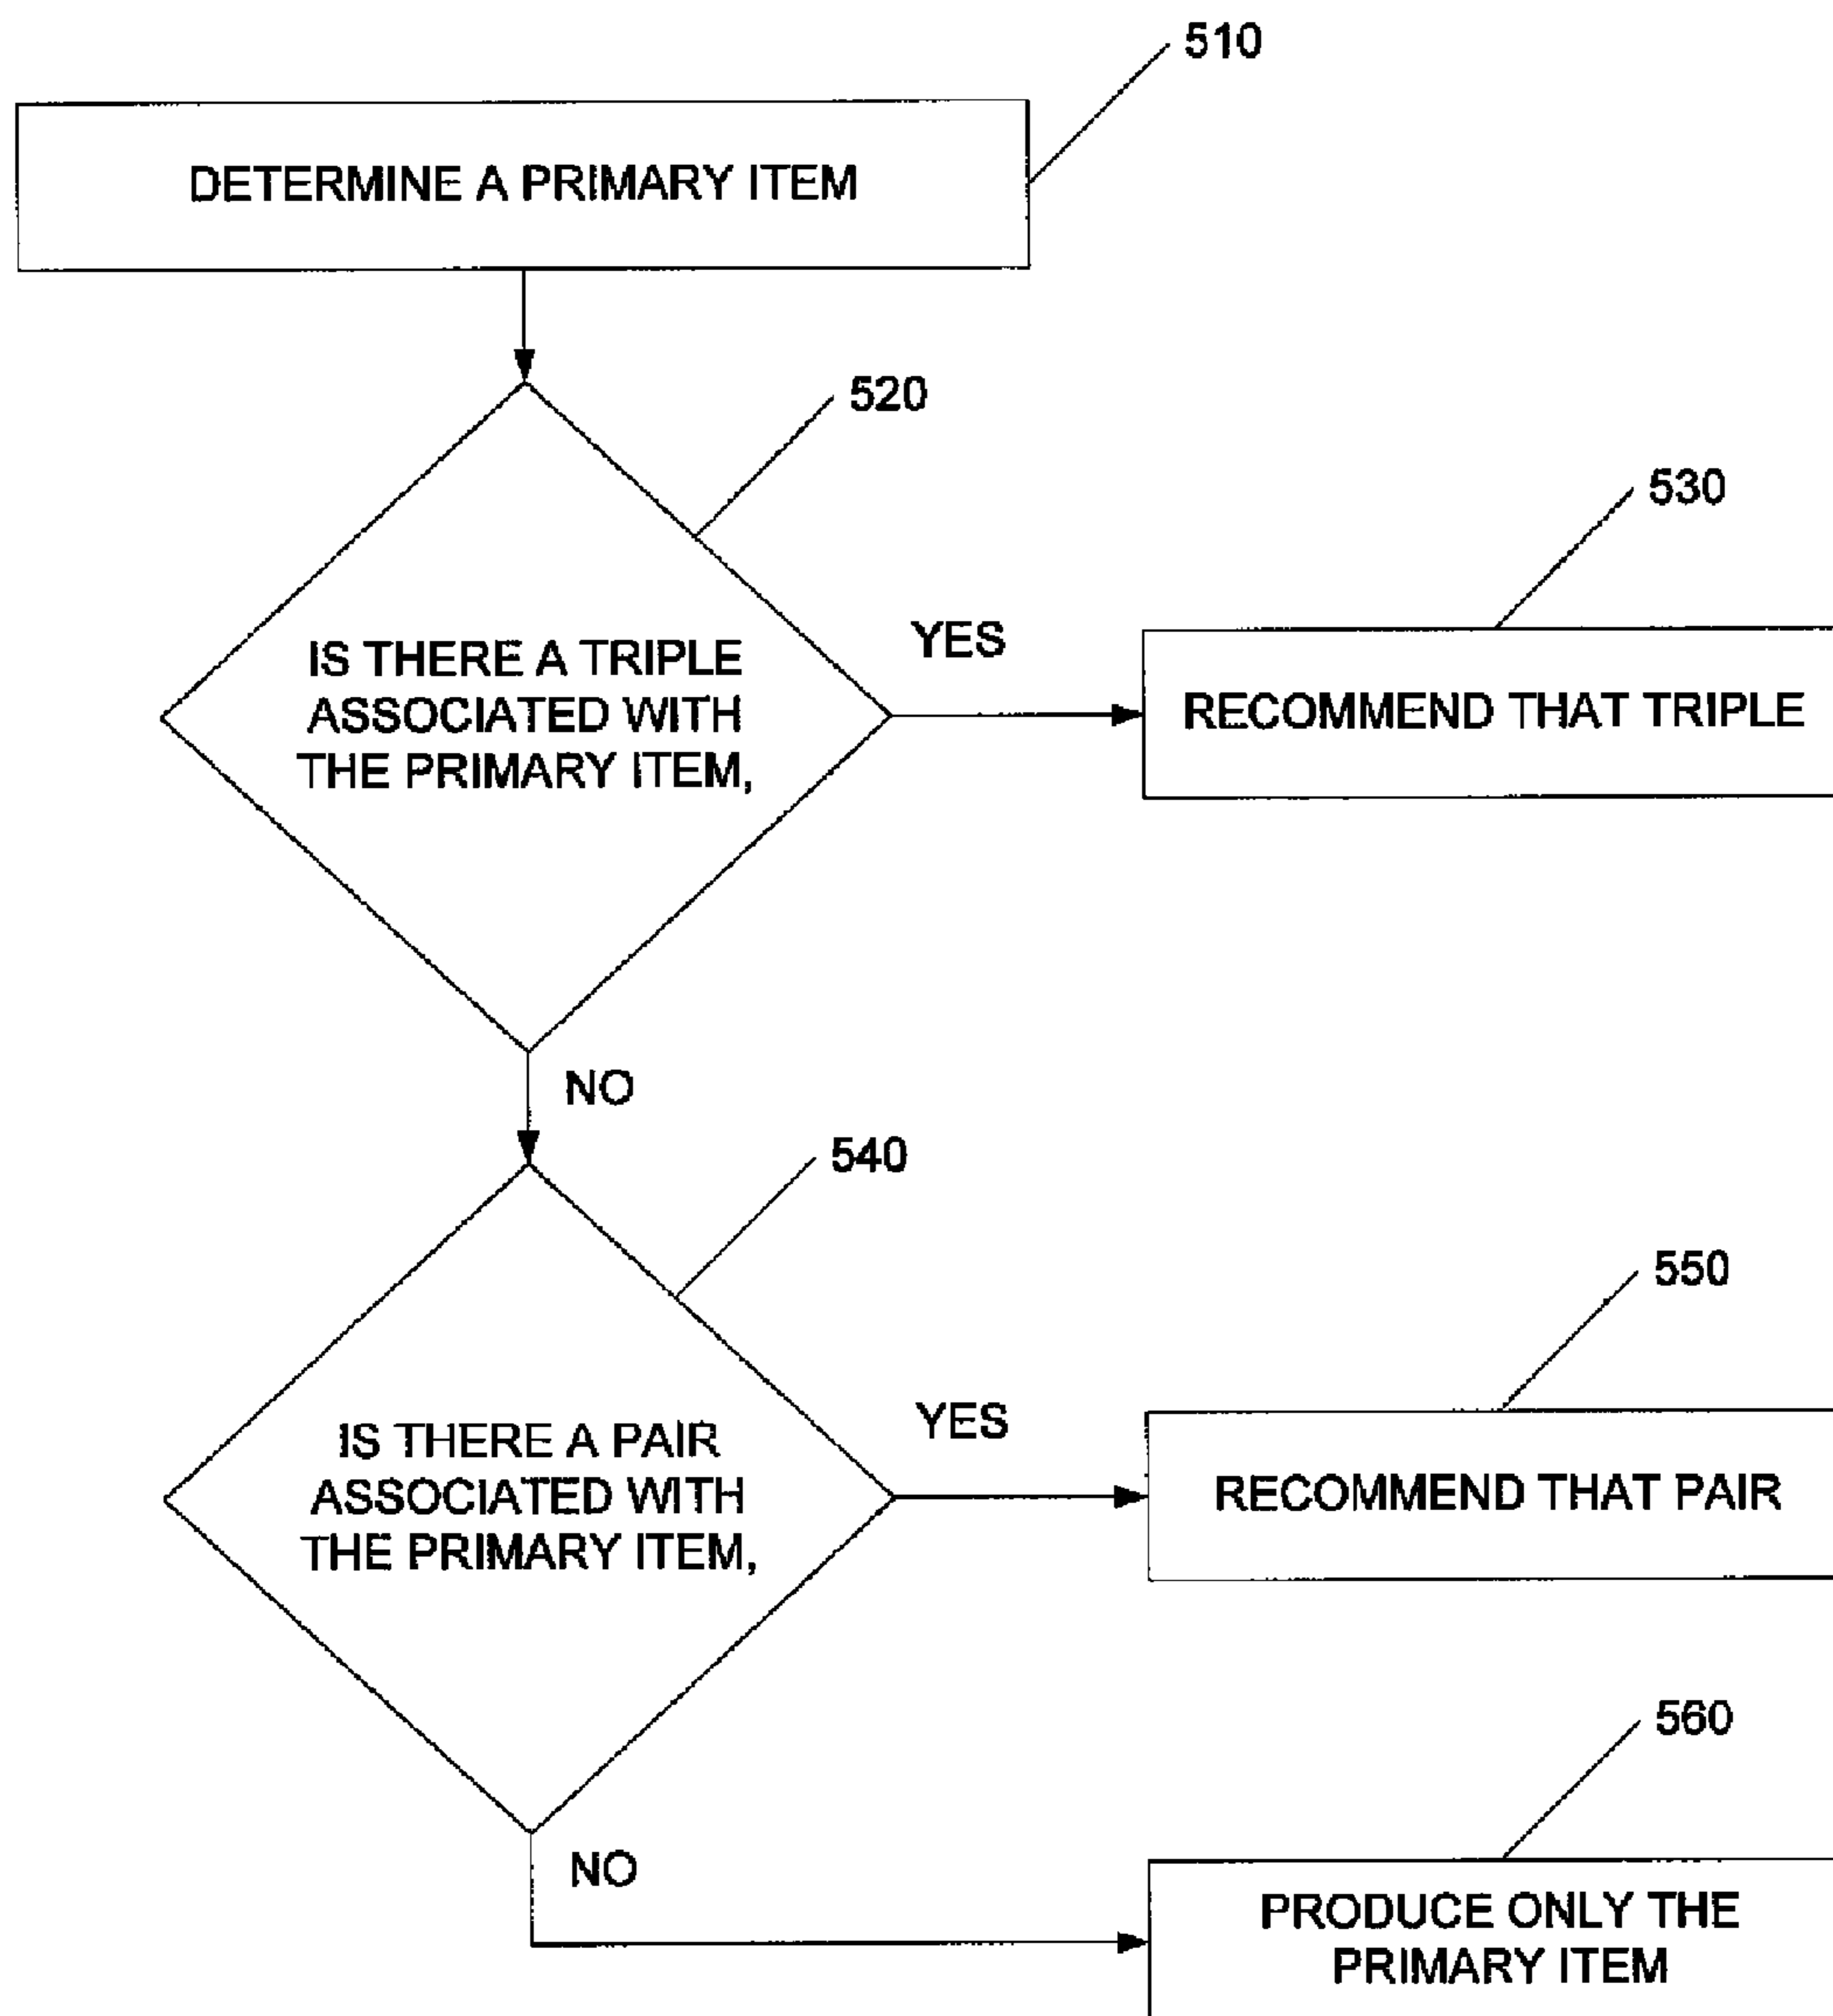 510
DETERMINE A PRIMARY ITEM
520
530
IS THERE A TRIPLE
ASSOCIATED WITH
THE PRIMARY ITEM,
YES
RECOMMEND THAT TRIPLE
NO
540
550
IS THERE A PAIR
ASSOCIATED WITH
THE PRIMARY ITEM,
YES
RECOMMEND THAT PAIR
560
NO
PRODUCE ONLY THE
PRIMARY ITEM